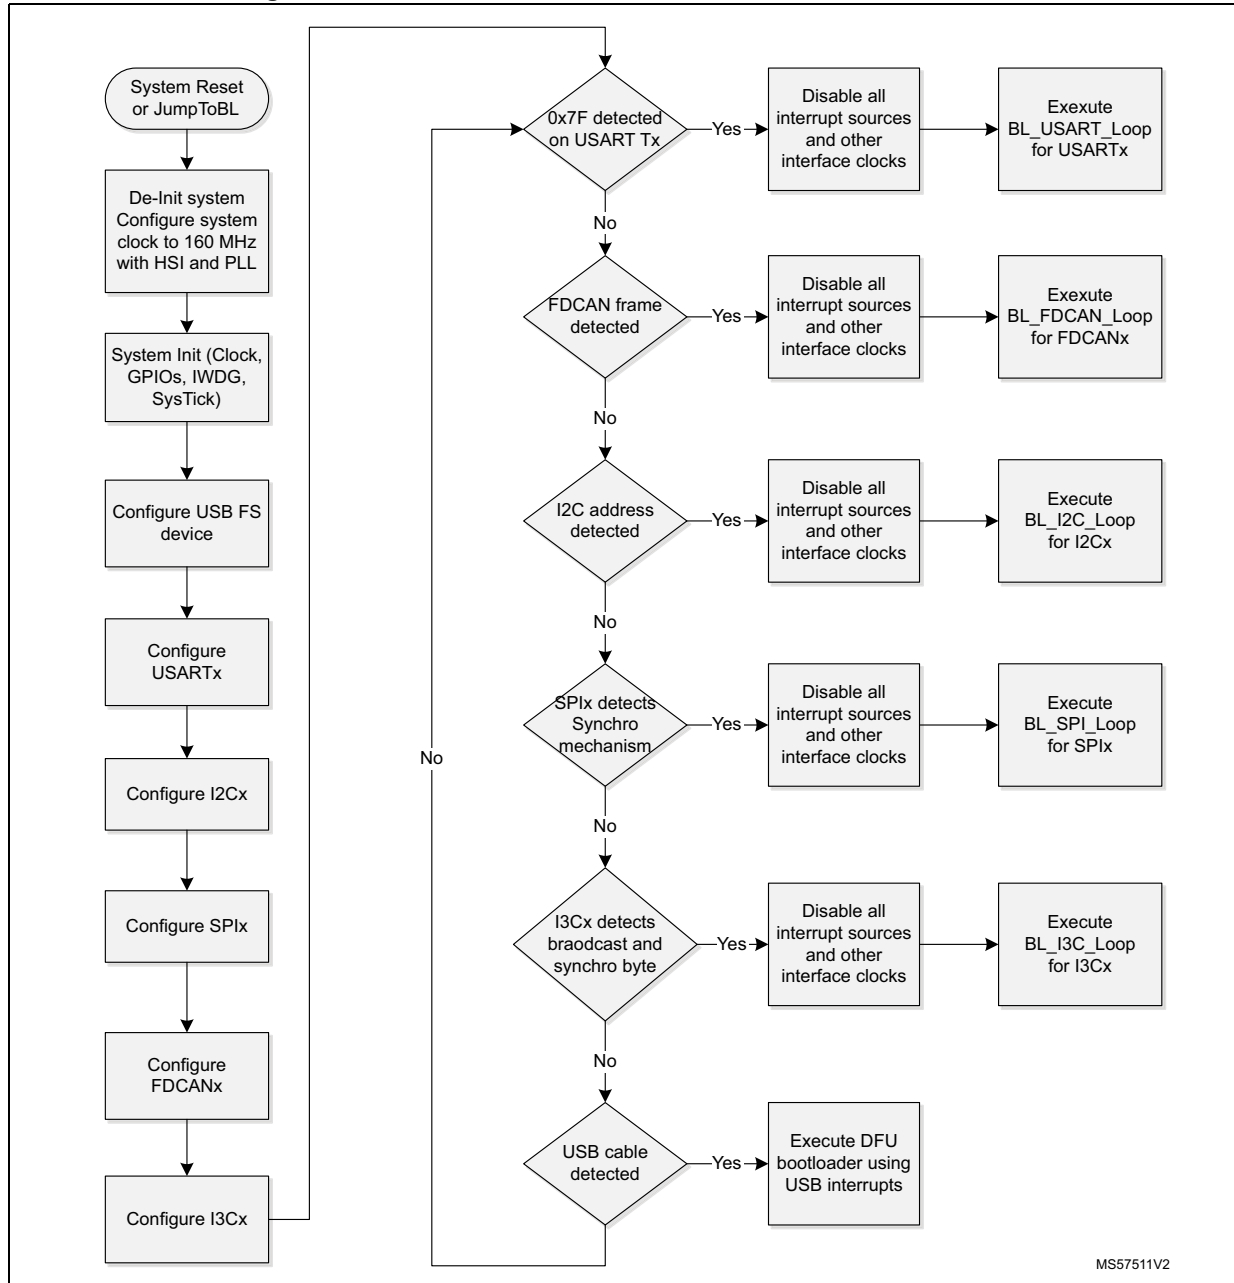 System Reset
or JumpToBL
De-Init system
Configure system
clock to 160 MHz
with HSI and PLL
System Init (Clock,
GPIOs, IWDG,
SysTick)
Configure USB FS
device
Configure
USARTx
Configure I2Cx
Configure SPIx
Configure
FDCANx
Configure I3Cx
0x7F detected
on USART Tx
Yes
Disable all
interrupt sources
and other
interface clocks
Exexute
BL_USART_Loop
for USARTx
No
FDCAN frame
detected
Yes
Disable all
interrupt sources
and other
interface clocks
Exexute
BL_FDCAN_Loop
for FDCANx
No
I2C address
detected
Yes
Disable all
interrupt sources
and other
interface clocks
Execute
BL_I2C_Loop
for I2Cx
No
SPIx detects
Synchro
mechanism
Yes
Disable all
interrupt sources
and other
interface clocks
Execute
BL_SPI_Loop
for SPIx
No
I3Cx detects
braodcast and
synchro byte
Yes
Disable all
interrupt sources
and other
interface clocks
Execute
BL_I3C_Loop
for I3Cx
No
USB cable
detected
Yes
Execute DFU
bootloader using
USB interrupts
No
MS57511V2